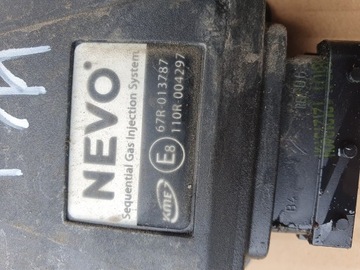 NEVO
Sequential Gas Injection System
KME
E8
67R-013787
110R 004297